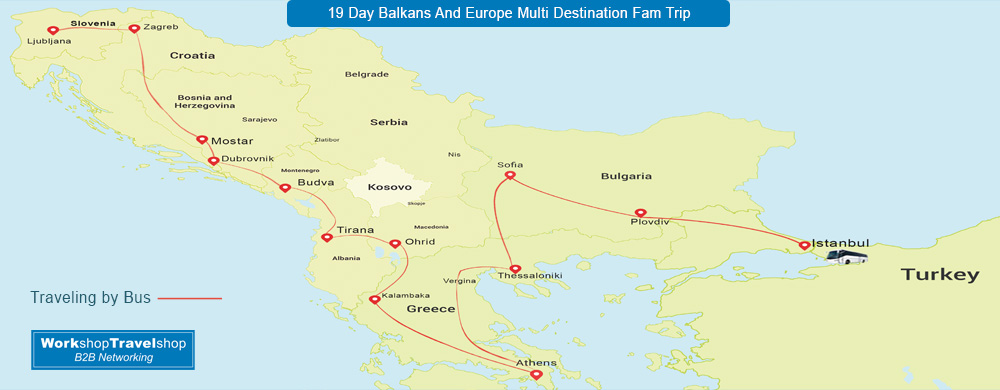 19 Day Balkans And Europe Multi Destination Fam Trip
Slovenia
Ljubljana
Zagreb
Croatia
Belgrade
Bosnia and
Herzegovina
Sarajevo
Serbia
Mostar
Zlatibor
Dubrovnik
Nis
Sofia
Montenegro
Bulgaria
Budva
Kosovo
Skopje
Plovdiv
Macedonia
Tirana
Ohrid
Istanbul
Albania
Vergina
Thessaloniki
Turkey
Traveling by Bus
Kalambaka
Greece
WorkshopTravelshop
B2B Networking
Athens